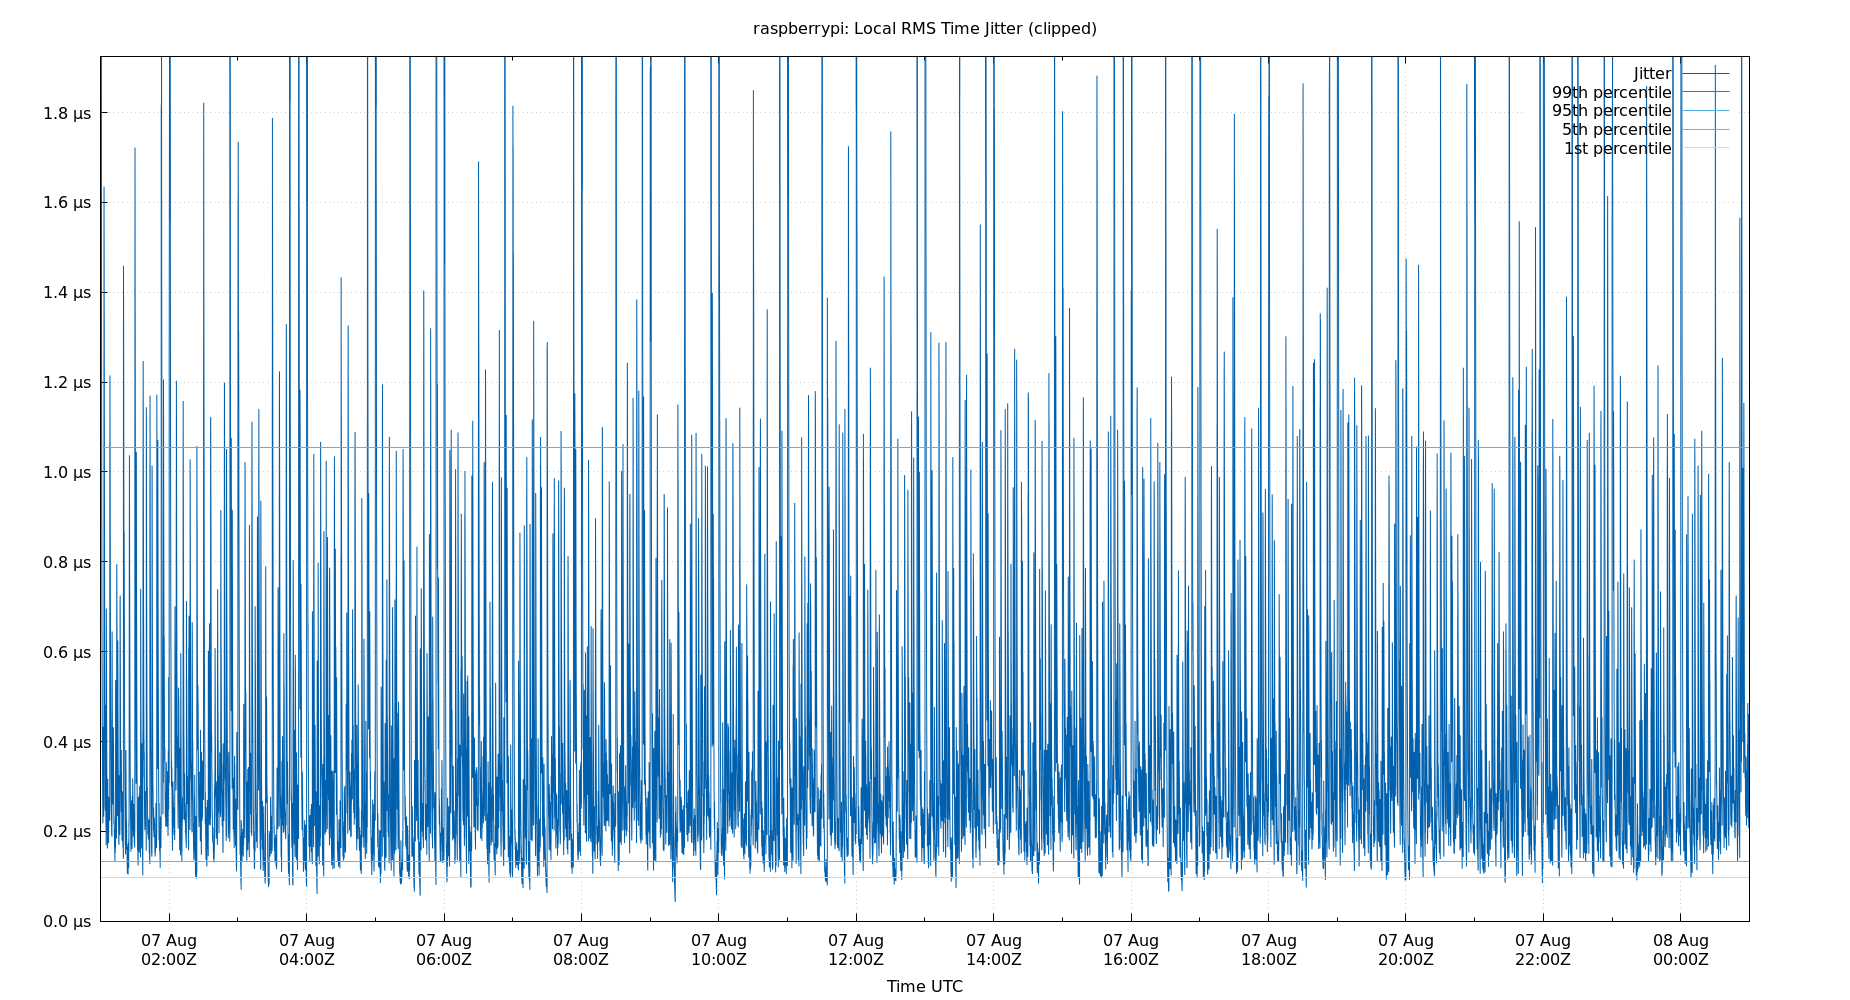 raspberrypi: Local RMS Time Jitter (clipped)
Jitter
99th percentile
95th percentile
5th percentile
1st percentile
1.8 μs
1.6 μs
1.4 μs
1.2 μs
1.0 μs
0.8 μs
0.6 μs
0.4 μs
0.2 μs
0.0 μs
07 Aug 07 Aug 07 Aug 07 Aug 07 Aug 07 Aug 07 Aug 07 Aug 07 Aug 07 Aug 07 Aug 08 Aug
02:00Z 04:00Z 06:00Z 08:00Z 10:00Z 12:00Z 14:00Z 16:00Z 18:00Z 20:00Z 22:00Z 00:00Z
Time UTC